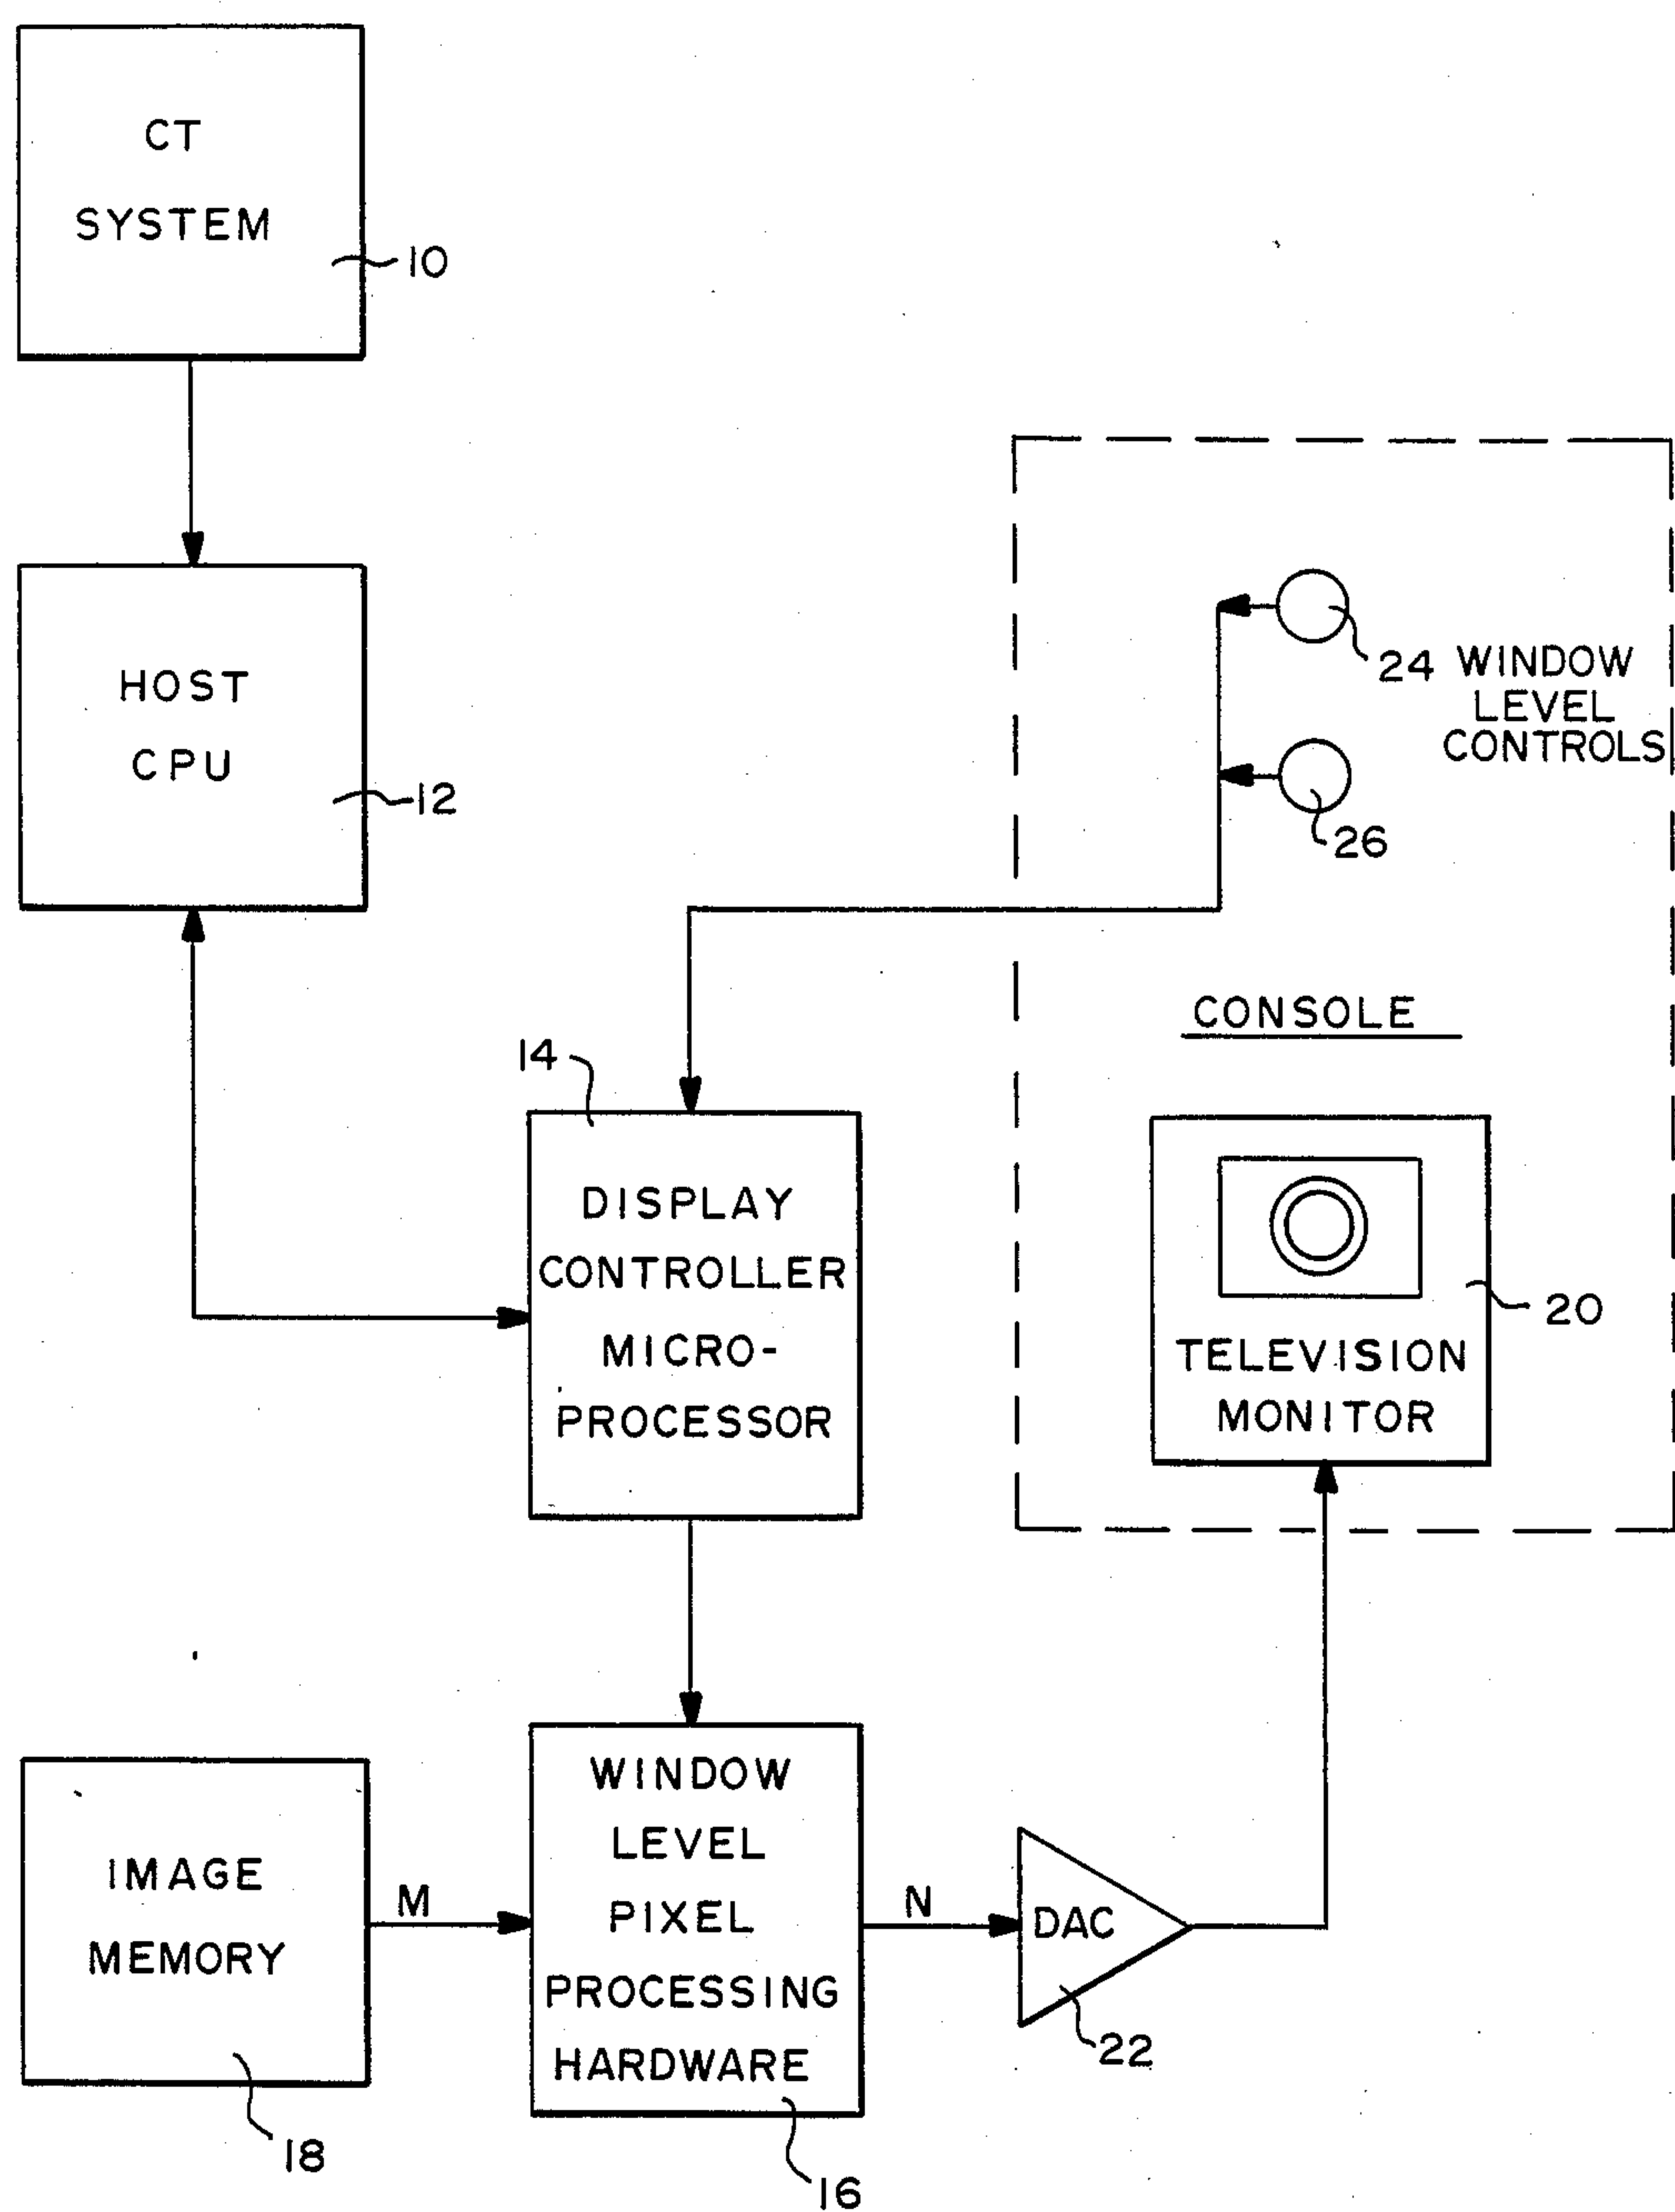 CT
SYSTEM
10
HOST
CPU
12
24
WINDOW
LEVEL
CONTROLS
26
CONSOLE
14
DISPLAY
CONTROLLER
MICRO-
PROCESSOR
20
TELEVISION
MONITOR
IMAGE
MEMORY
18
M
WINDOW
LEVEL
PIXEL
PROCESSING
HARDWARE
16
N
DAC
22